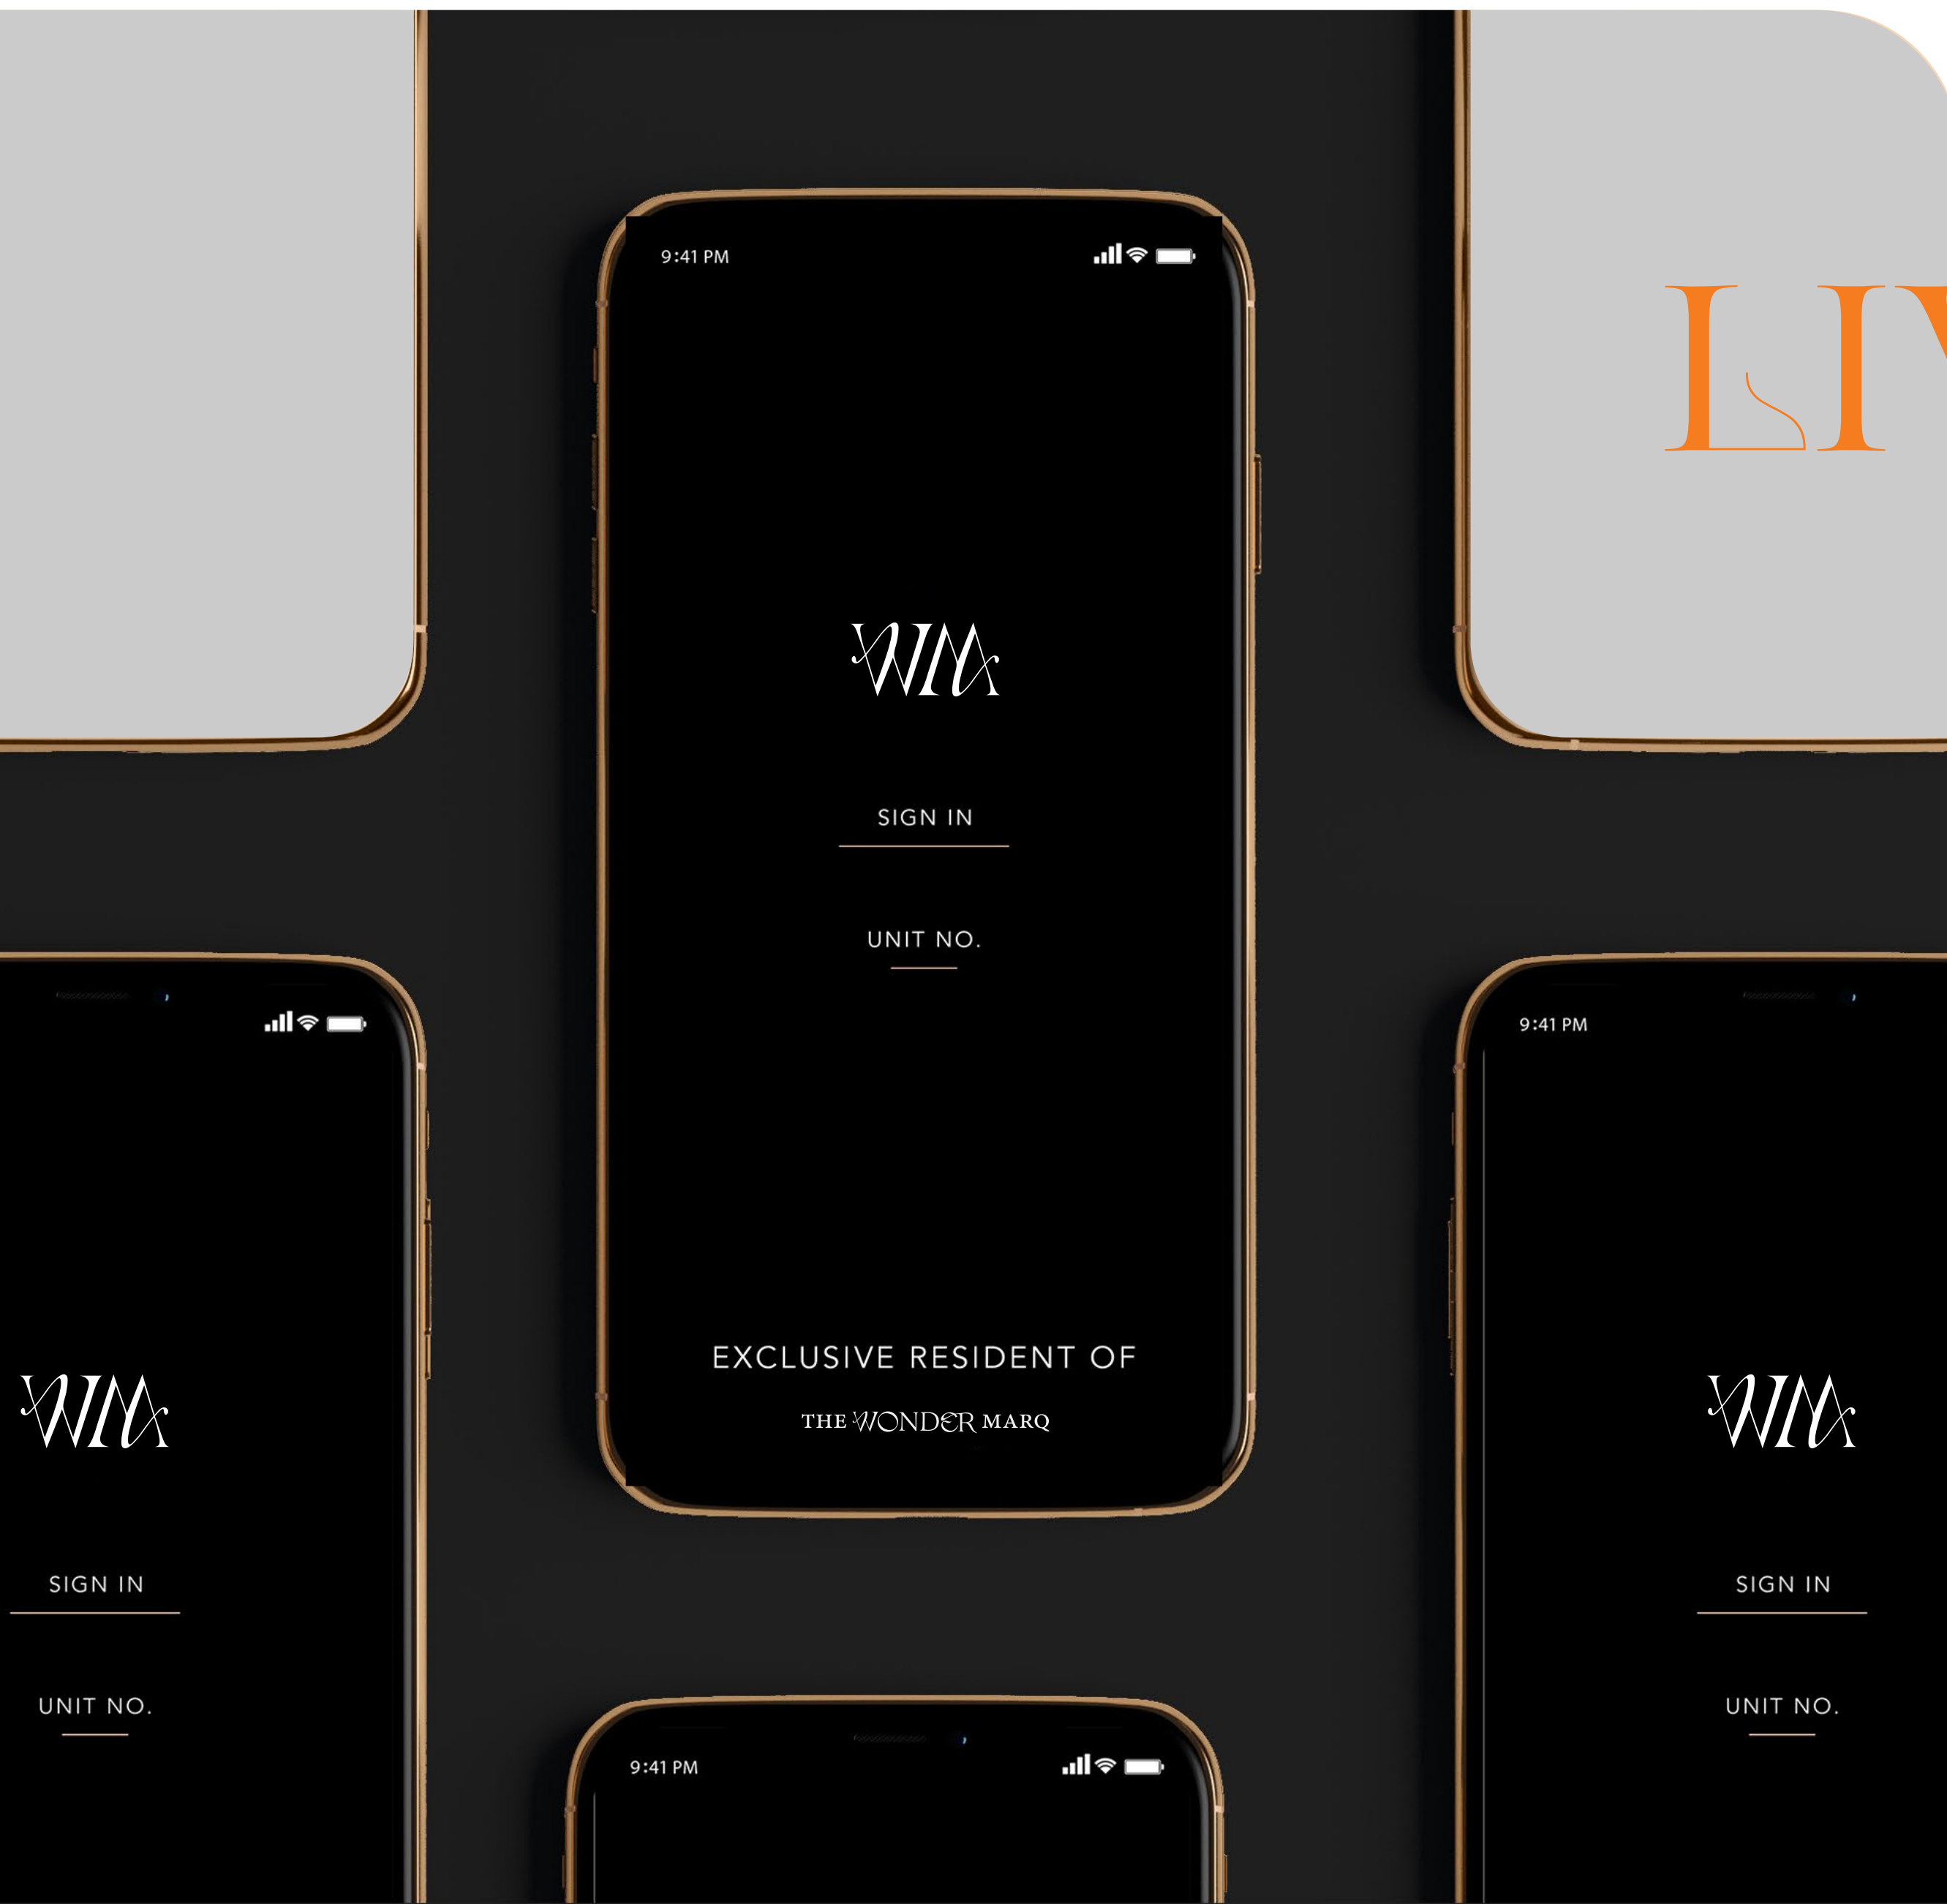 9:41 PM
LIV
WM
SIGN IN
UNIT NO.
EXCLUSIVE RESIDENT OF
THE WONDER MARQ
WM
SIGN IN
UNIT NO.
9:41 PM
WM
SIGN IN
UNIT NO.
9:41 PM